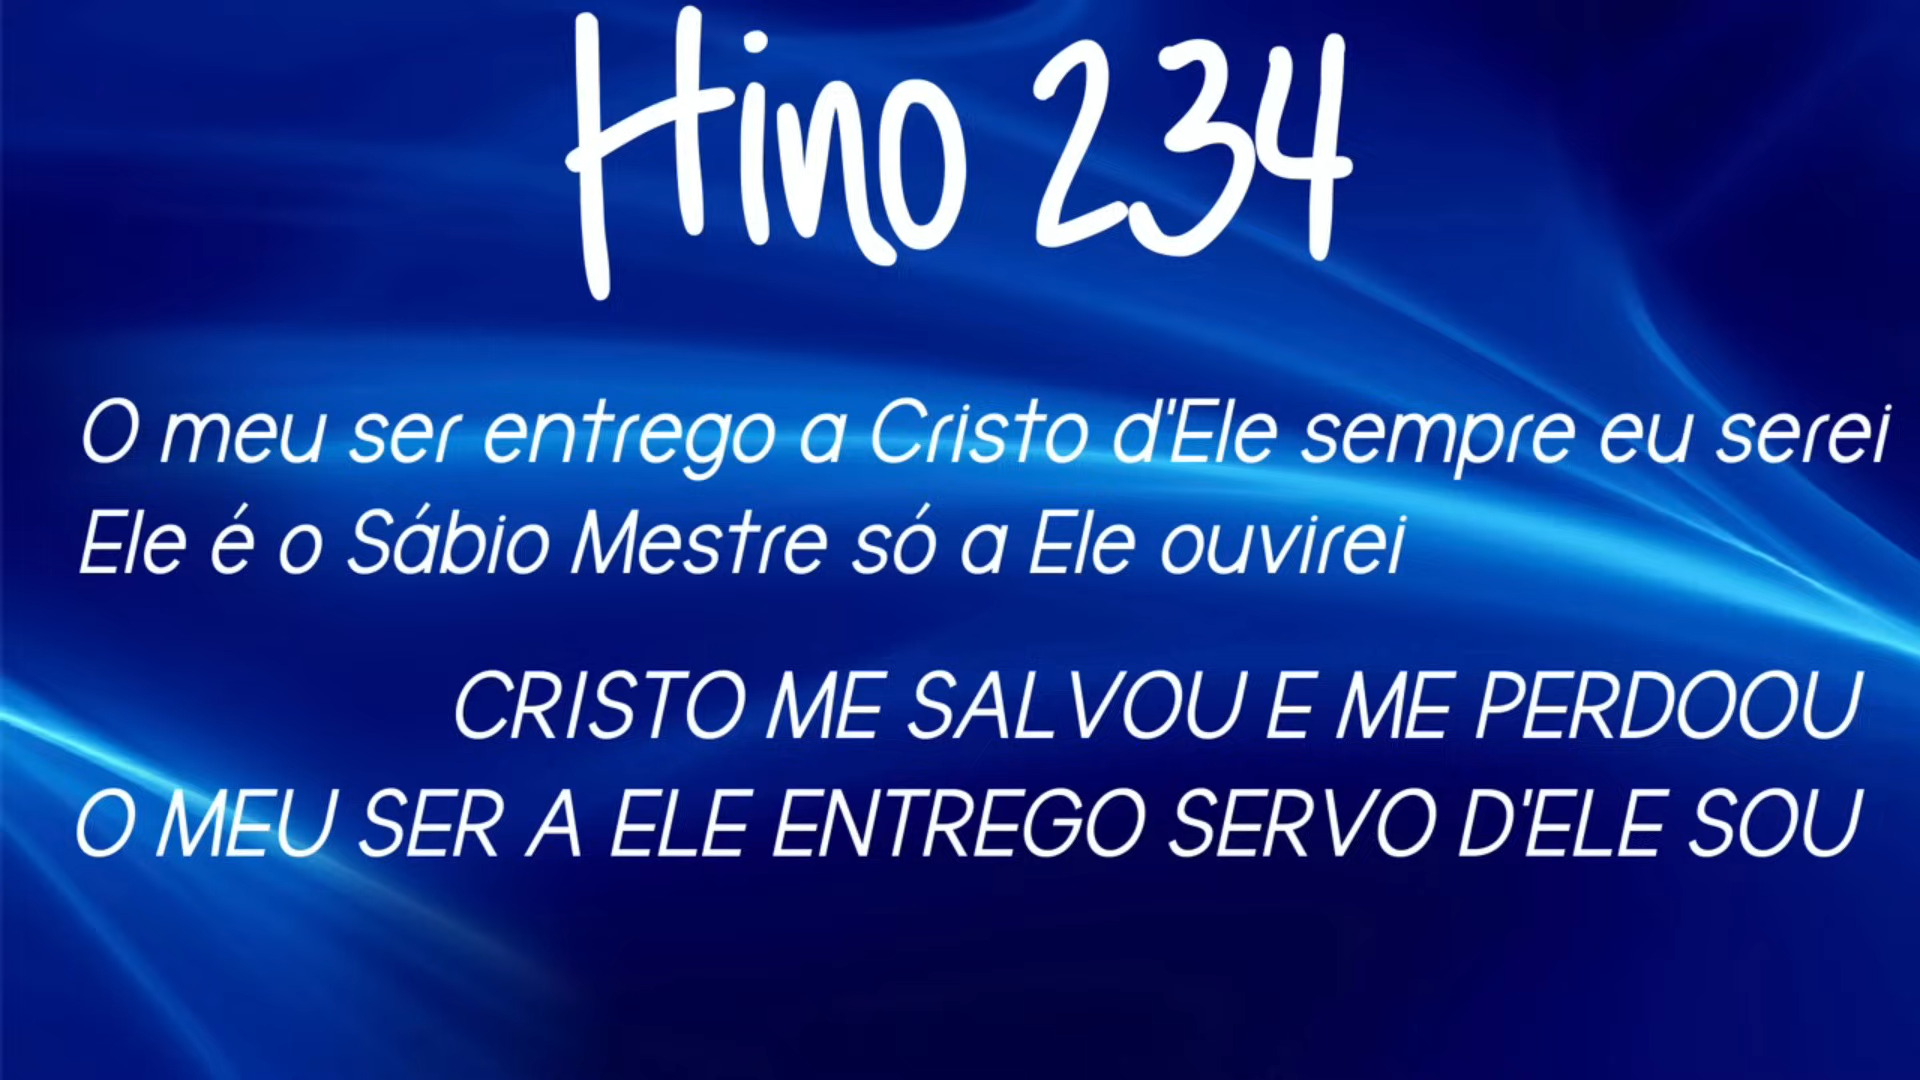 Hino 234
O meu ser entrego a Cristo d'Ele sempre eu serei
Ele é o Sábio Mestre só a Ele ouvirei
CRISTO ME SALVOU E ME PERDOOU
O MEU SER A ELE ENTREGO SERVO D'ELE SOU